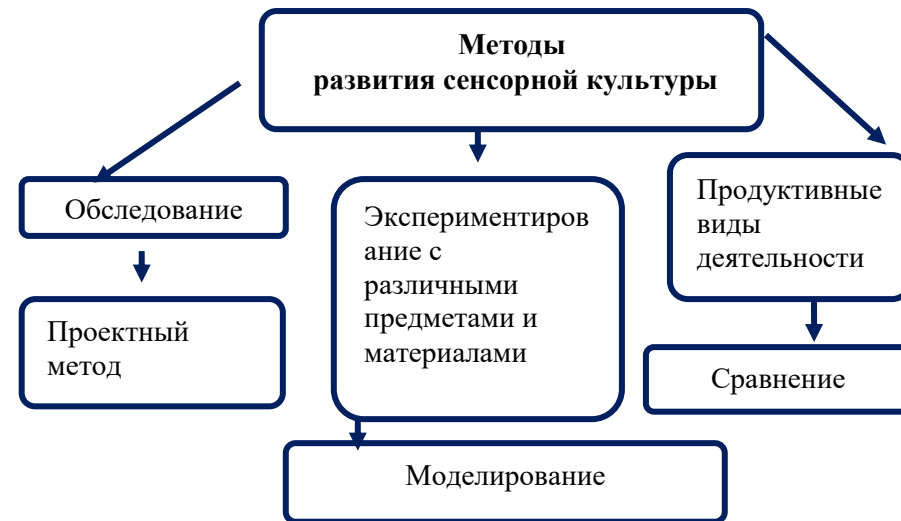 Методы
развития сенсорной культуры
Обследование
Экспериментиров
ание с
различными
предметами и
материалами
Продуктивные
виды
деятельности
Проектный
метод
Сравнение
Моделирование